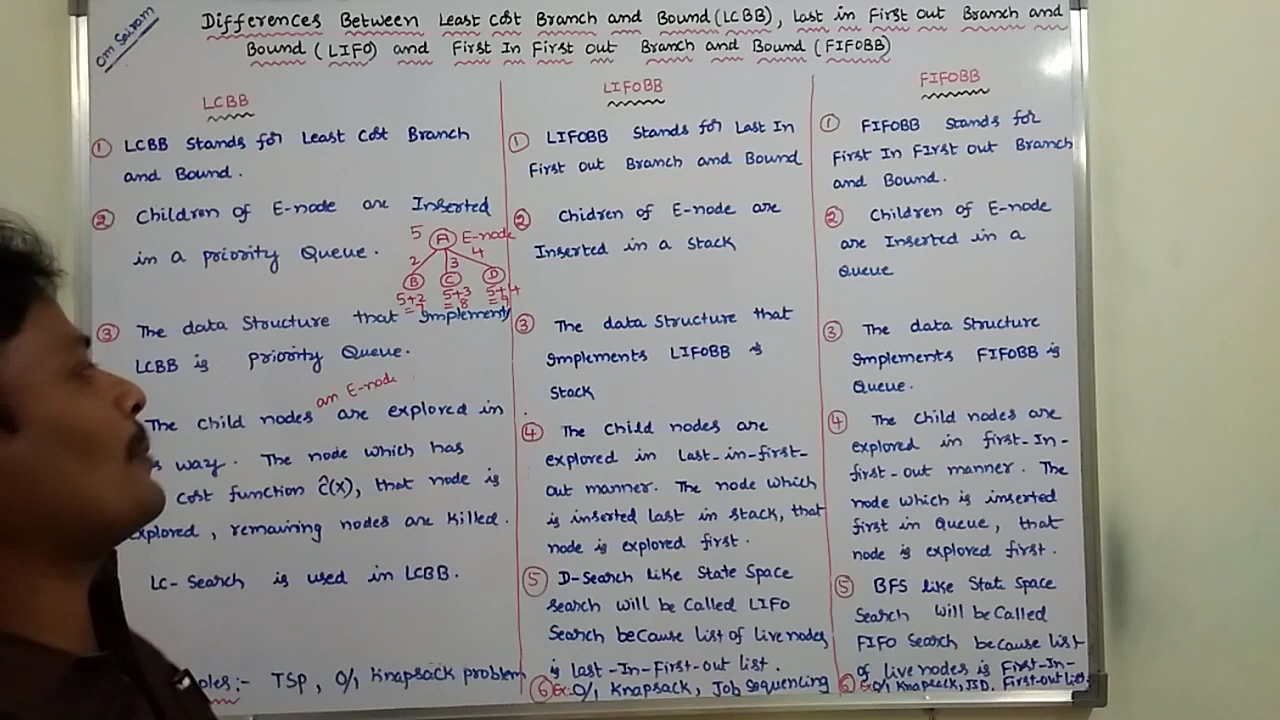 Om Sairam
Differences Between Least Cost Branch and Bound (LCBB), Last in First Out Branch and
Bound (LIFO) and First In First Out Branch and Bound (FIFOBB)
LCBB
① LCBB Stands for Least Cost Branch
and Bound.
② Children of E-node are Inserted
in a priority Queue.
5 A E-node
2 3 4
B C D
5+2 5+3 5+4
=7 =8 =9
③ The data Structure that Implements
LCBB is priority Queue.
an E-node
The child nodes are explored in
way. The node which has
cost function ĉ(x), that node is
explored, remaining nodes are killed.
LC-Search is used in LCBB.
:- TSP, 0/1 Knapsack problem
LIFOBB
① LIFOBB Stands for Last In
First out Branch and Bound
② Chidren of E-node are
Inserted in a Stack
③ The data Structure that
Implements LIFOBB is
Stack
④ The Child nodes are
explored in Last-in-first-
out manner. The node which
is inserted last in stack, that
node is explored first.
⑤ D-Search like State Space
Search will be Called LIFO
Search because list of live nodes
is Last-In-First-out list.
⑥ Ex:- 0/1 Knapsack, Job Sequencing
FIFOBB
① FIFOBB Stands for
First In First out Branch
and Bound.
② Children of E-node
are Inserted in a
Queue
③ The data Structure
Implements FIFOBB is
Queue.
④ The Child nodes are
explored in first-In-
first-out manner. The
node which is inserted
first in Queue, that
node is explored first.
⑤ BFS like State Space
Search will be Called
FIFO Search because list
of live nodes is First-In-
First-out list.
⑥ Ex: 0/1 Knapsack, JSD.